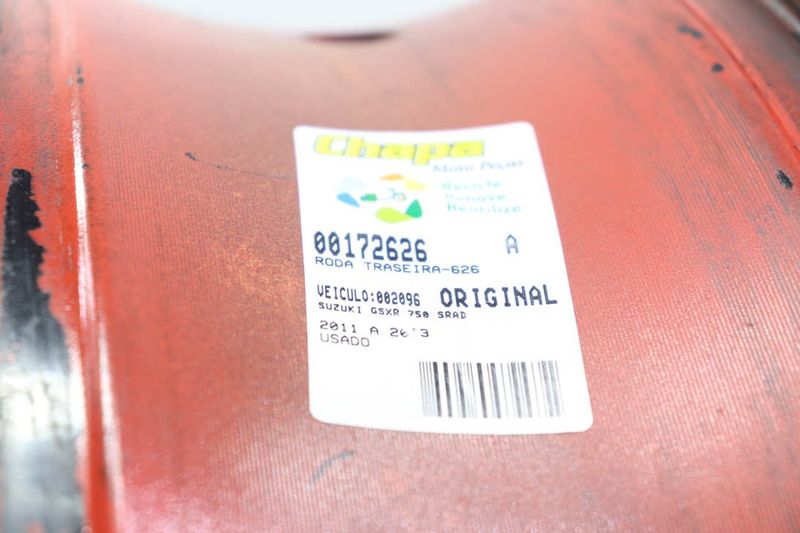 Chapa
Moto Peças
Recicle
Renove
Reutilize
00172626 A
RODA TRASEIRA-626
VEICULO:002096 ORIGINAL
SUZUKI GSXR 750 SRAD
2011 A 2013
USADO